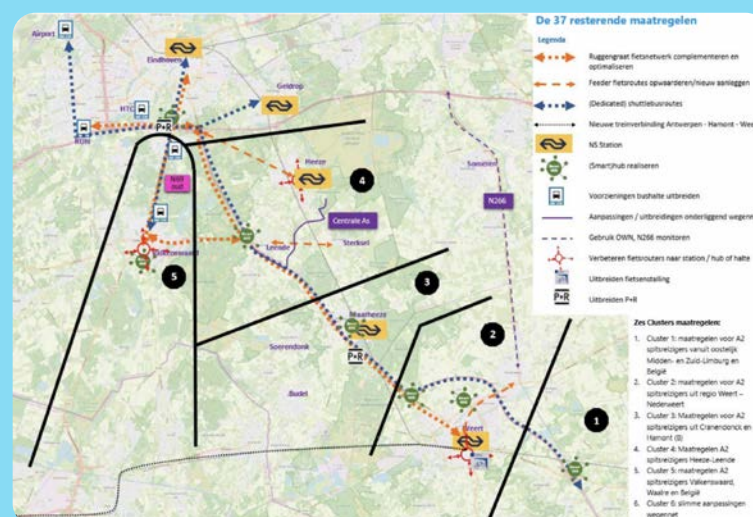 De 37 resterende maatregelen
Legenda
Ruggengraat fietsnetwerk complementeren en
optimaliseren
Feeder fietsroutes opwaarderen/nieuw aanleggen
(Dedicated) shuttlebusroutes
Nieuwe treinverbinding Antwerpen - Hamont - Wee
NS Station
(Smart)hub realiseren
Voorzieningen bushalte uitbreiden
Aanpassingen / uitbreidingen onderliggend wegenn
Gebruik OWN, N266 monitoren
Verbeteren fietsrouters naar station / hub of halte
Uitbreiden fietsenstalling
P+R
Uitbreiden P+R
Zes Clusters maatregelen:
1. Cluster 1: maatregelen voor A2
spitsreizigers vanuit oostelijk
Midden- en Zuid-Limburg en
België
2. Cluster 2: maatregelen voor A2
spitsreizigers uit regio Weert –
Nederweert
3. Cluster 3: Maatregelen voor A2
spitsreizigers uit Cranendonck en
Hamont (B)
4. Cluster 4: Maatregelen A2
spitsreizigers Heeze-Leende
5. Cluster 5: maatregelen A2
spitsreizigers Valkenswaard,
Waalre en België
6. Cluster 6: slimme aanpassingen
wegennet
Airport
Eindhoven
Geldrop
HTC
P+R
N69
oud
Heeze
4
Someren
N266
Centrale As
Leende
Sterksel
5
3
Maarheeze
P+R
Soerendonk
2
Budel
Weert
1